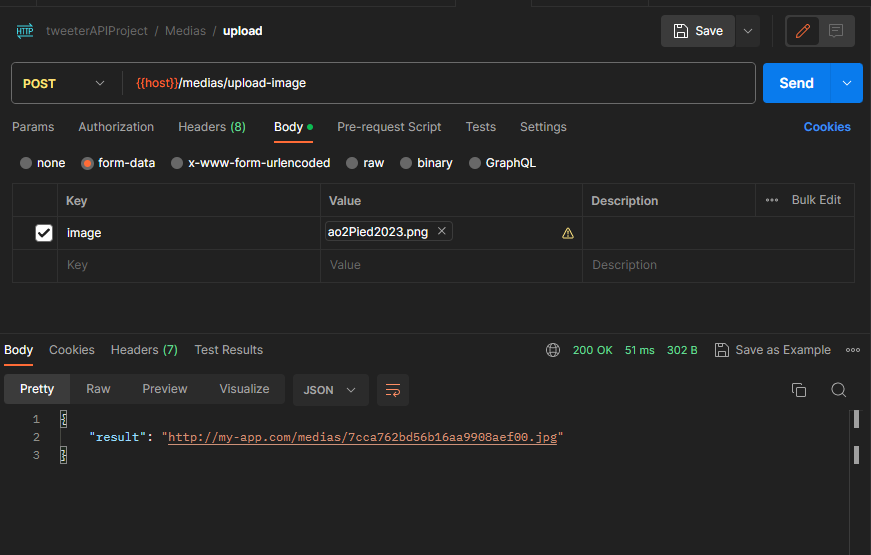 HTTP tweeterAPIProject / Medias / upload Save
POST {{host}}/medias/upload-image Send
Params Authorization Headers (8) Body Pre-request Script Tests Settings Cookies
none form-data x-www-form-urlencoded raw binary GraphQL
Key Value Description ••• Bulk Edit
image ao2Pied2023.png ×
Key Value Description
Body Cookies Headers (7) Test Results 200 OK 51 ms 302 B Save as Example •••
Pretty Raw Preview Visualize JSON
1 {
2 "result": "http://my-app.com/medias/7cca762bd56b16aa9908aef00.jpg"
3 }